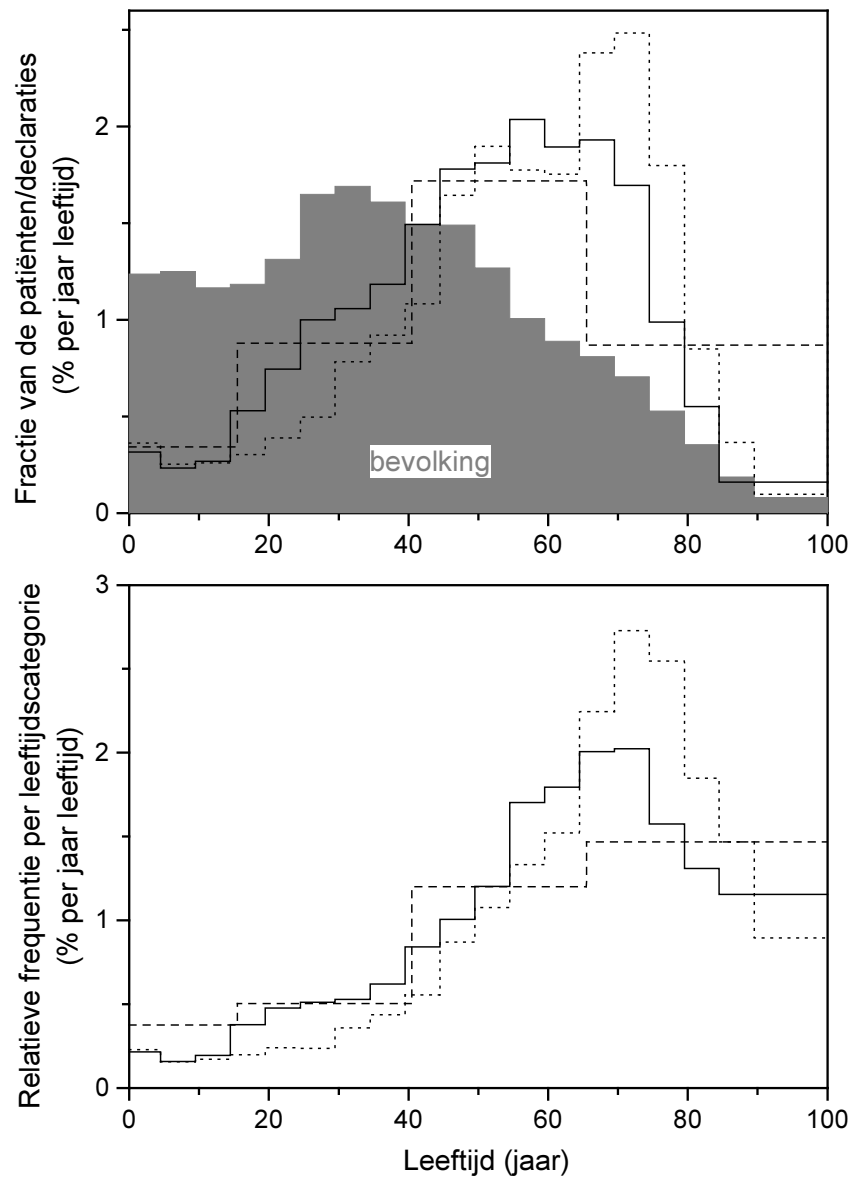 Fractie van de patiënten/declaraties
(% per jaar leeftijd)
2
1
0
bevolking
0 20 40 60 80 100
Relatieve frequentie per leeftijdscategorie
(% per jaar leeftijd)
3
2
1
0
0 20 40 60 80 100
Leeftijd (jaar)